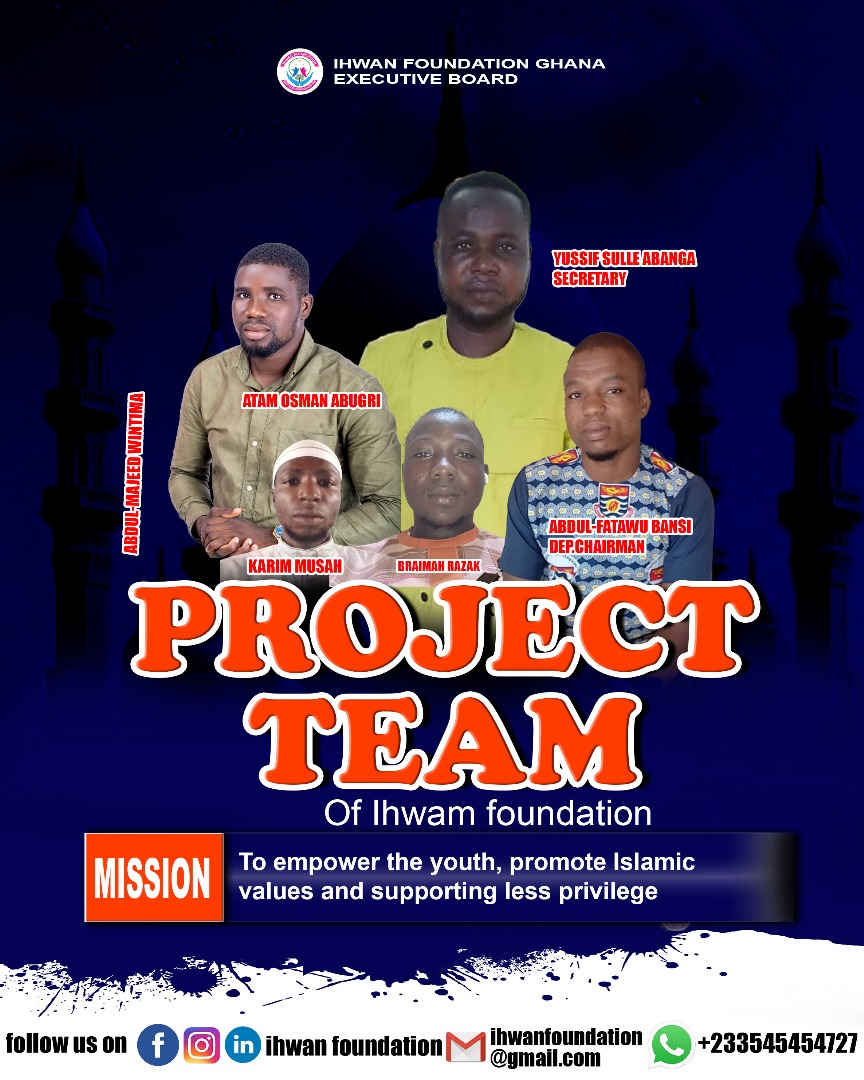 IHWAN FOUNDATION GHANA
EXECUTIVE BOARD
YUSSIF SULLE ABANGA
SECRETARY
ATAM OSMAN ABUGRI
ABDUL-MAJEED WINTIMA
ABDUL-FATAWU BANSI
DEP.CHAIRMAN
KARIM MUSAH
BRAIMAH RAZAK
PROJECT
TEAM
Of Ihwam foundation
MISSION
To empower the youth, promote Islamic
values and supporting less privilege
follow us on
ihwan foundation
ihwanfoundation
@gmail.com
+233545454727